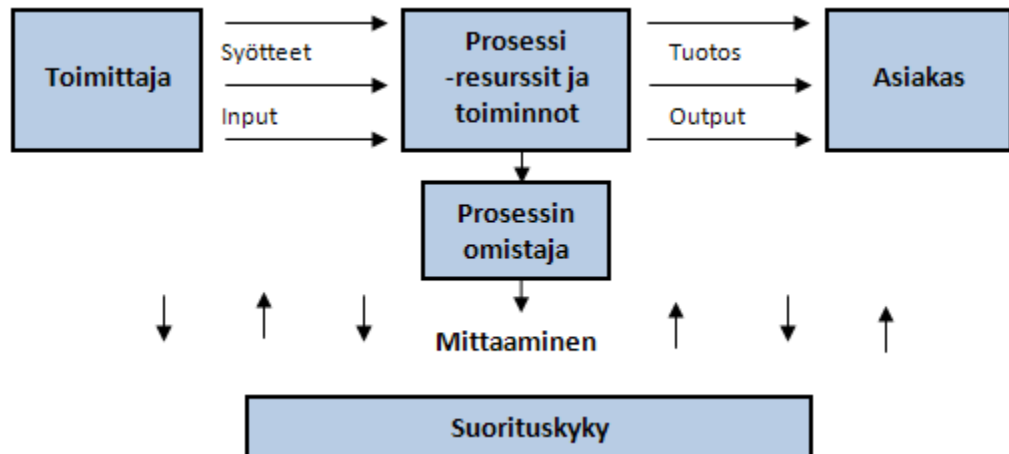 Toimittaja
Syötteet
Input
Prosessi
-resurssit ja
toiminnot
Tuotos
Output
Asiakas
Prosessin
omistaja
Mittaaminen
Suorituskyky